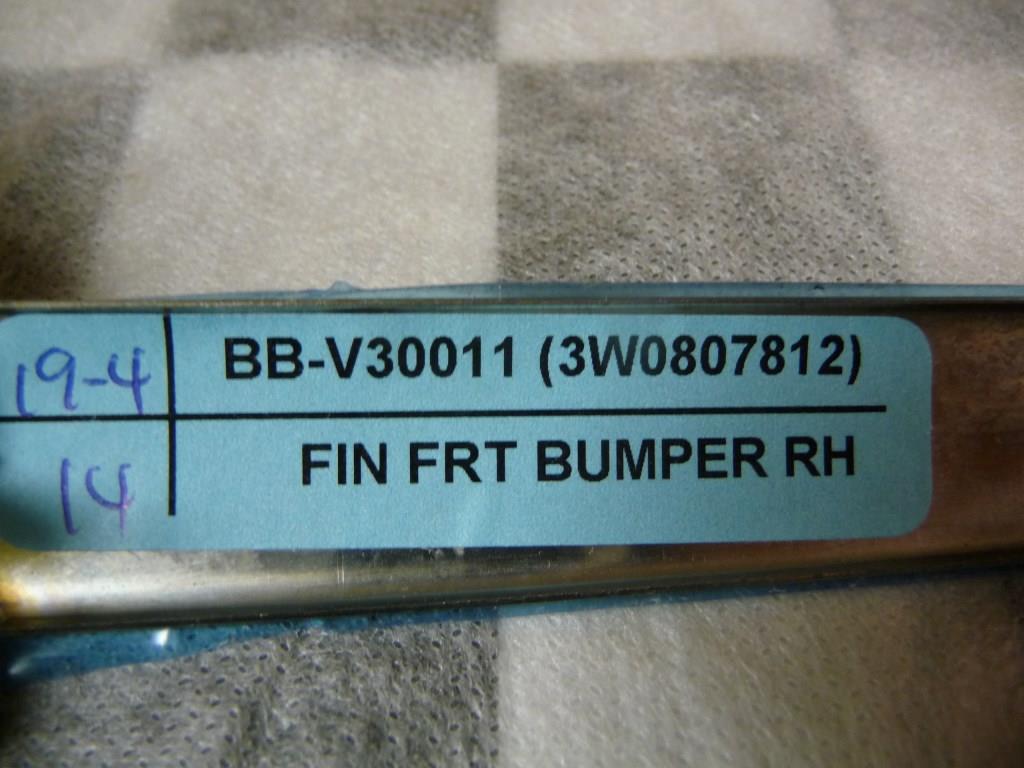 19-4
BB-V30011 (3W0807812)
14
FIN FRT BUMPER RH